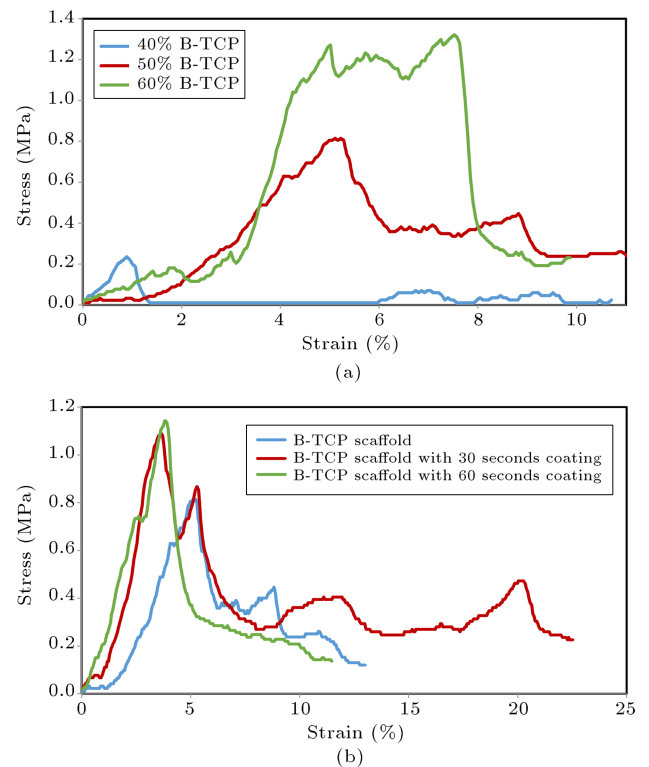 1.4
1.2
1.0
0.8
0.6
0.4
0.2
0.0
Stress (MPa)
40% B-TCP
50% B-TCP
60% B-TCP
0 2 4 6 8 10
Strain (%)
(a)
1.2
1.0
0.8
0.6
0.4
0.2
0.0
Stress (MPa)
B-TCP scaffold
B-TCP scaffold with 30 seconds coating
B-TCP scaffold with 60 seconds coating
0 5 10 15 20 25
Strain (%)
(b)